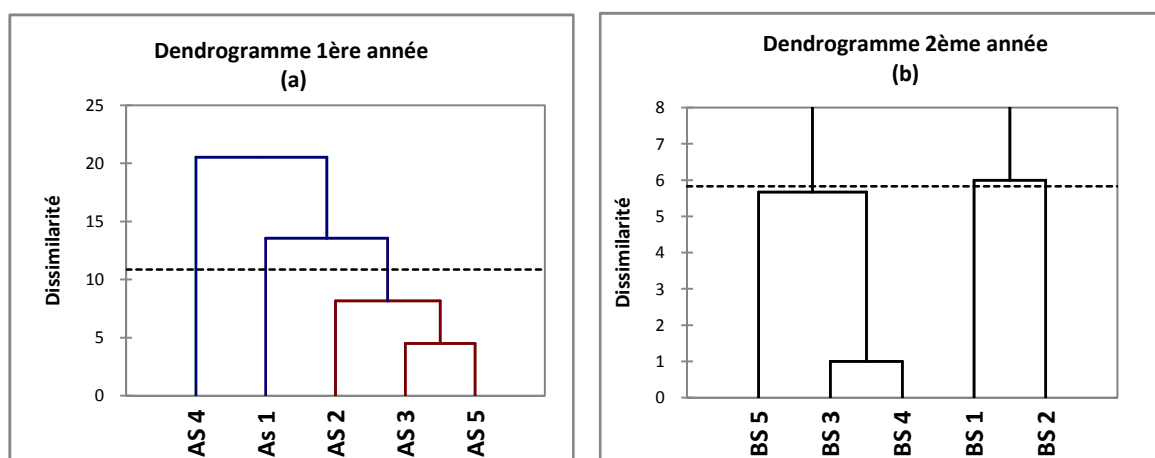 Dendrogramme 1ère année
(a)
25
20
15
10
5
0
Dissimilarité
AS 4
As 1
AS 2
AS 3
AS 5
Dendrogramme 2ème année
(b)
8
7
6
5
4
3
2
1
0
Dissimilarité
BS 5
BS 3
BS 4
BS 1
BS 2